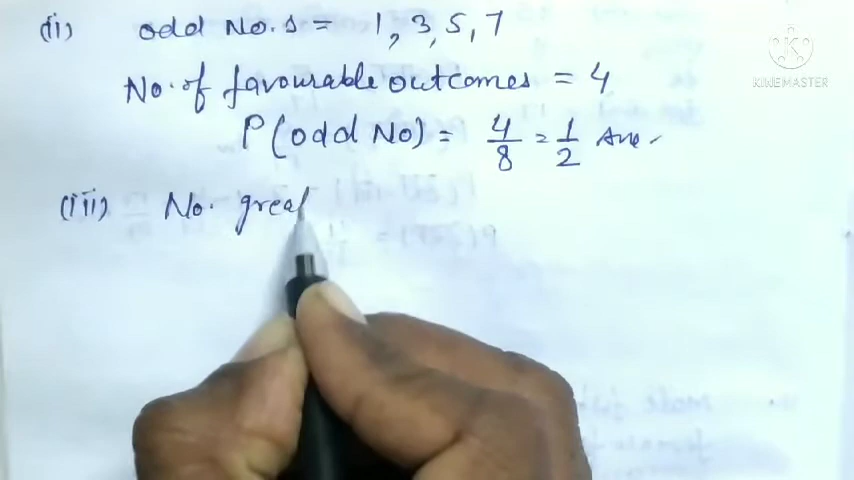 (ii) odd No.s = 1, 3, 5, 7
KINEMASTER
No. of favourable outcomes = 4
P(odd No) = 4/8 = 1/2 Ans
(iii) No. great